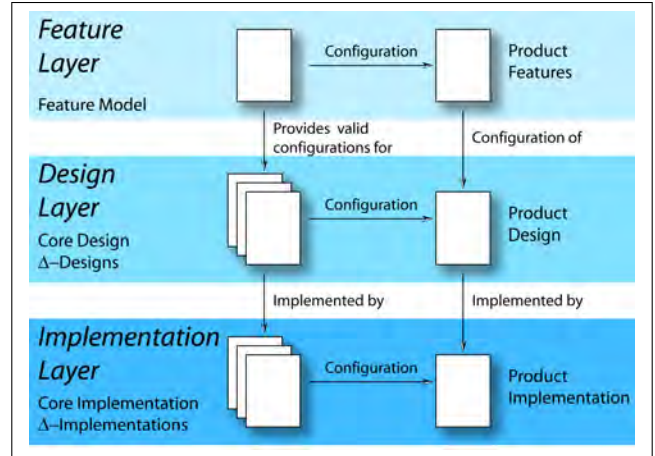 Feature
Layer
Feature Model
Configuration
Product
Features
Provides valid
configurations for
Configuration of
Design
Layer
Core Design
Δ–Designs
Configuration
Product
Design
Implemented by
Implemented by
Implementation
Layer
Core Implementation
Δ–Implementations
Configuration
Product
Implementation